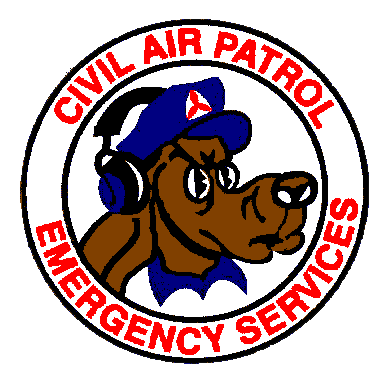 CIVIL AIR PATROL
EMERGENCY SERVICES